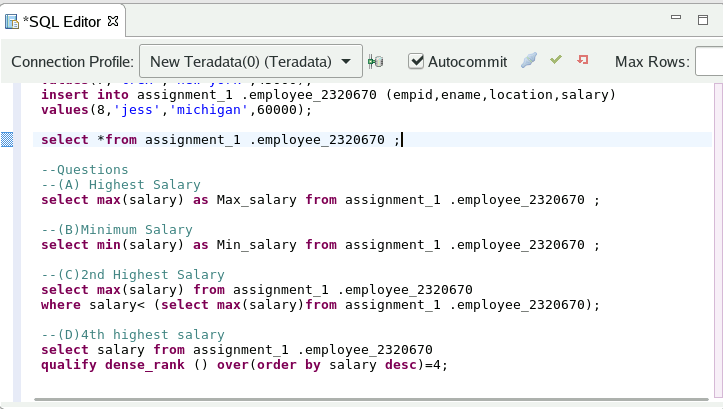 *SQL Editor
Connection Profile: New Teradata(0) (Teradata) Autocommit Max Rows:
insert into assignment_1 .employee_2320670 (empid,ename,location,salary)
values(8,'jess','michigan',60000);
select *from assignment_1 .employee_2320670 ;
--Questions
--(A) Highest Salary
select max(salary) as Max_salary from assignment_1 .employee_2320670 ;
--(B)Minimum Salary
select min(salary) as Min_salary from assignment_1 .employee_2320670 ;
--(C)2nd Highest Salary
select max(salary) from assignment_1 .employee_2320670
where salary< (select max(salary)from assignment_1 .employee_2320670);
--(D)4th highest salary
select salary from assignment_1 .employee_2320670
qualify dense_rank () over(order by salary desc)=4;